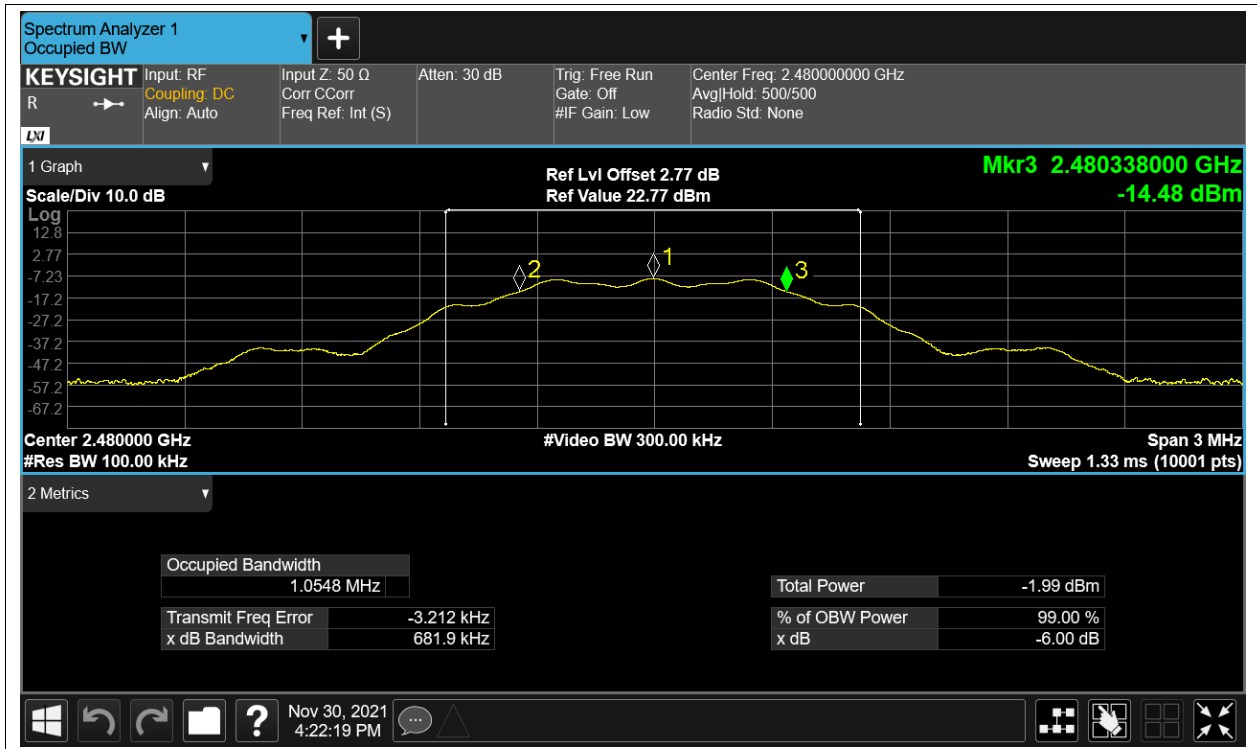 Spectrum Analyzer 1
Occupied BW
+
KEYSIGHT
R
LXI
Input: RF
Coupling: DC
Align: Auto
Input Z: 50 Ω
Corr CCorr
Freq Ref: Int (S)
Atten: 30 dB
Trig: Free Run
Gate: Off
#IF Gain: Low
Center Freq: 2.480000000 GHz
Avg|Hold: 500/500
Radio Std: None
1 Graph
Scale/Div 10.0 dB
Ref Lvl Offset 2.77 dB
Ref Value 22.77 dBm
Mkr3 2.480338000 GHz
-14.48 dBm
Log
12.8
2.77
-7.23
-17.2
-27.2
-37.2
-47.2
-57.2
-67.2
2
1
3
Center 2.480000 GHz
#Res BW 100.00 kHz
#Video BW 300.00 kHz
Span 3 MHz
Sweep 1.33 ms (10001 pts)
2 Metrics
Occupied Bandwidth
1.0548 MHz
Transmit Freq Error -3.212 kHz
x dB Bandwidth 681.9 kHz
Total Power -1.99 dBm
% of OBW Power 99.00 %
x dB -6.00 dB
?
Nov 30, 2021
4:22:19 PM